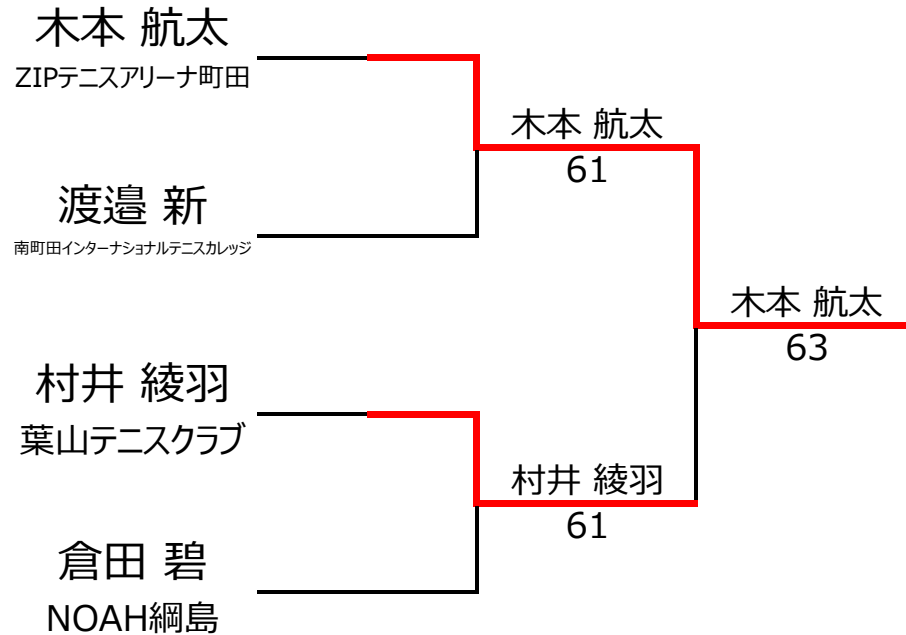 木本 航太
ZIPテニスアリーナ町田
木本 航太
61
渡邉 新
南町田インターナショナルテニスカレッジ
木本 航太
63
村井 綾羽
葉山テニスクラブ
村井 綾羽
61
倉田 碧
NOAH綱島